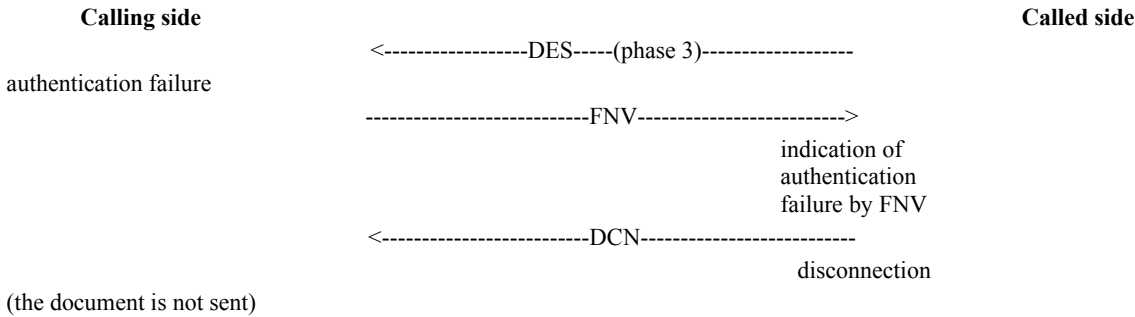 Calling side Called side
<------------------DES-----(phase 3)-------------------
authentication failure
----------------------------FNV-------------------------->
indication of
authentication
failure by FNV
<--------------------------DCN---------------------------
disconnection
(the document is not sent)